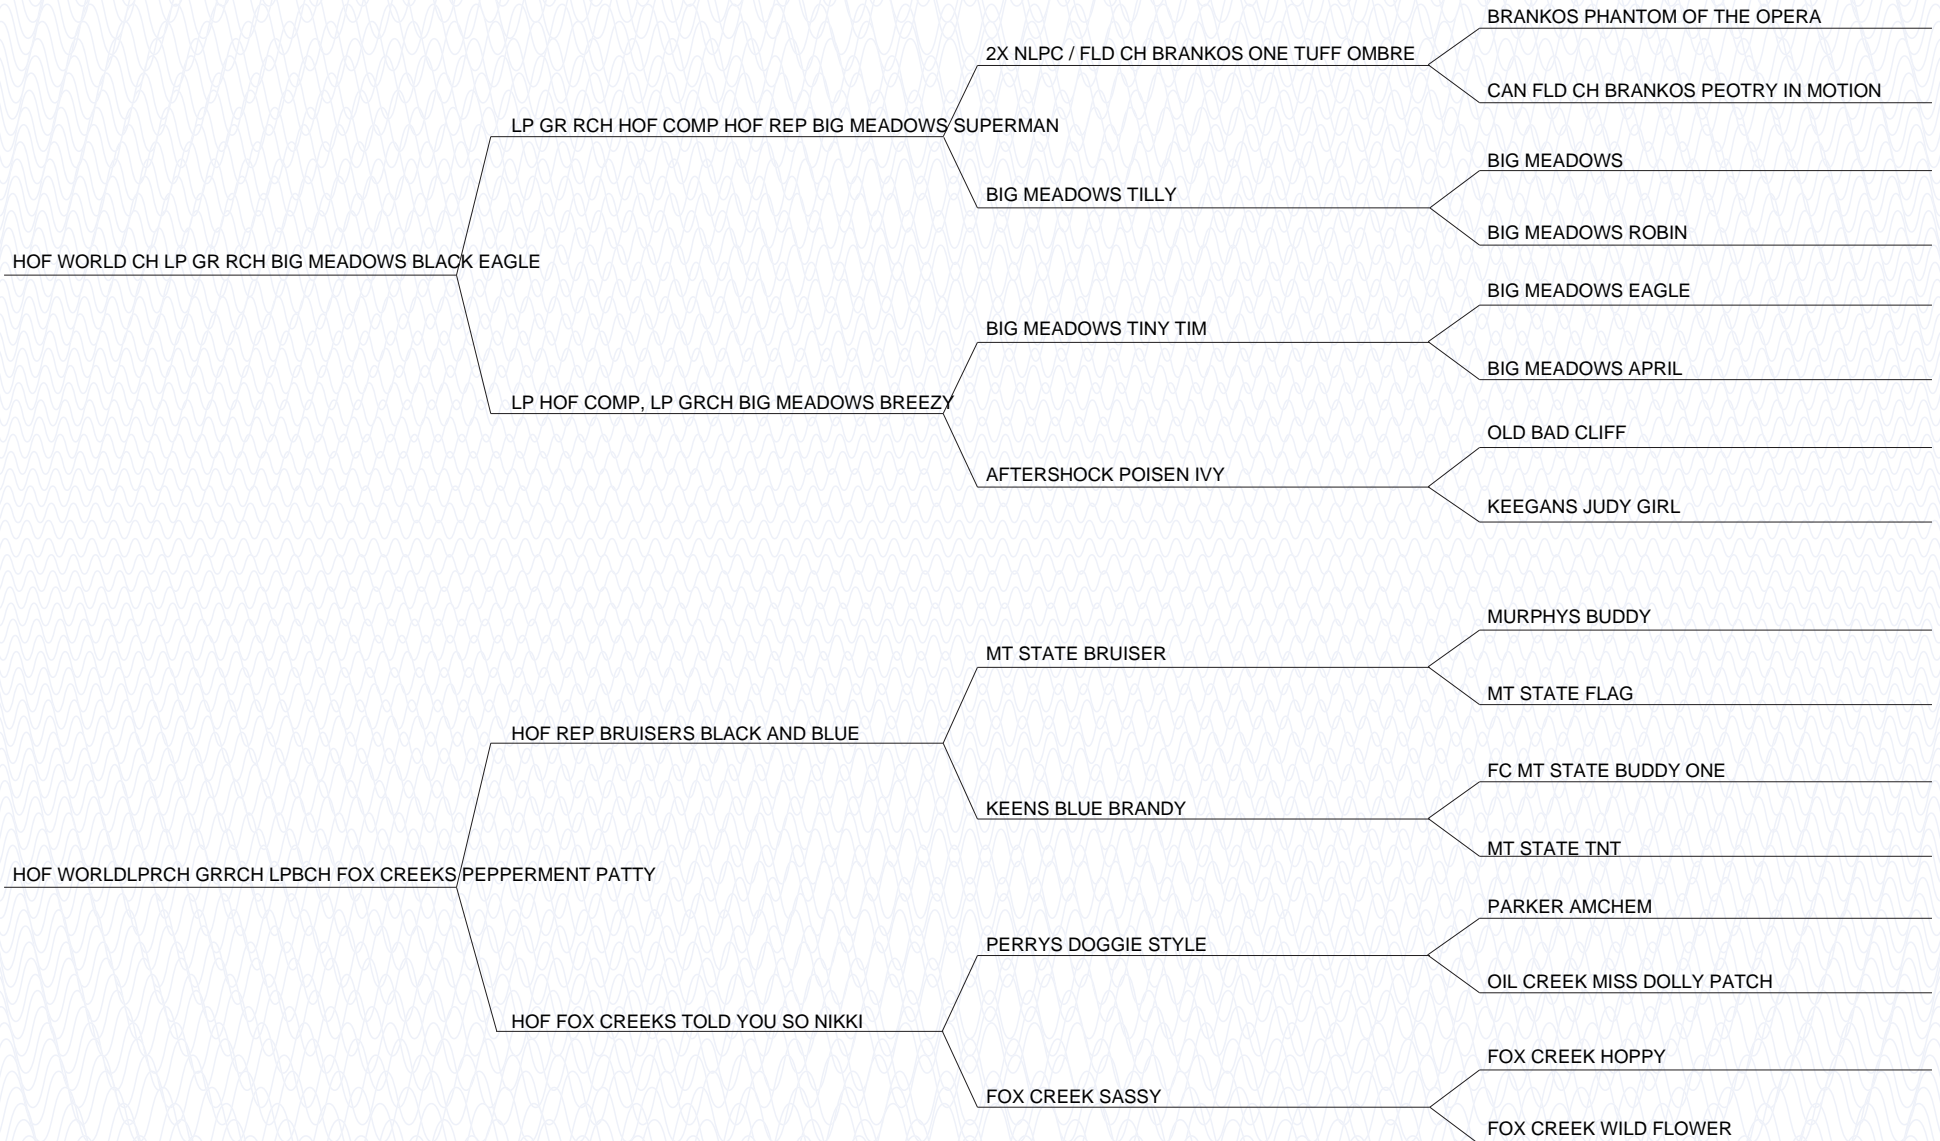 BRANKOS PHANTOM OF THE OPERA
2X NLPC / FLD CH BRANKOS ONE TUFF OMBRE
CAN FLD CH BRANKOS PEOTRY IN MOTION
LP GR RCH HOF COMP HOF REP BIG MEADOWS SUPERMAN
BIG MEADOWS
BIG MEADOWS TILLY
BIG MEADOWS ROBIN
HOF WORLD CH LP GR RCH BIG MEADOWS BLACK EAGLE
BIG MEADOWS EAGLE
BIG MEADOWS TINY TIM
BIG MEADOWS APRIL
LP HOF COMP, LP GRCH BIG MEADOWS BREEZY
OLD BAD CLIFF
AFTERSHOCK POISEN IVY
KEEGANS JUDY GIRL
MURPHYS BUDDY
MT STATE BRUISER
MT STATE FLAG
HOF REP BRUISERS BLACK AND BLUE
FC MT STATE BUDDY ONE
KEENS BLUE BRANDY
MT STATE TNT
HOF WORLDLPRCH GRRCH LPBCH FOX CREEKS PEPPERMENT PATTY
PARKER AMCHEM
PERRYS DOGGIE STYLE
OIL CREEK MISS DOLLY PATCH
HOF FOX CREEKS TOLD YOU SO NIKKI
FOX CREEK HOPPY
FOX CREEK SASSY
FOX CREEK WILD FLOWER